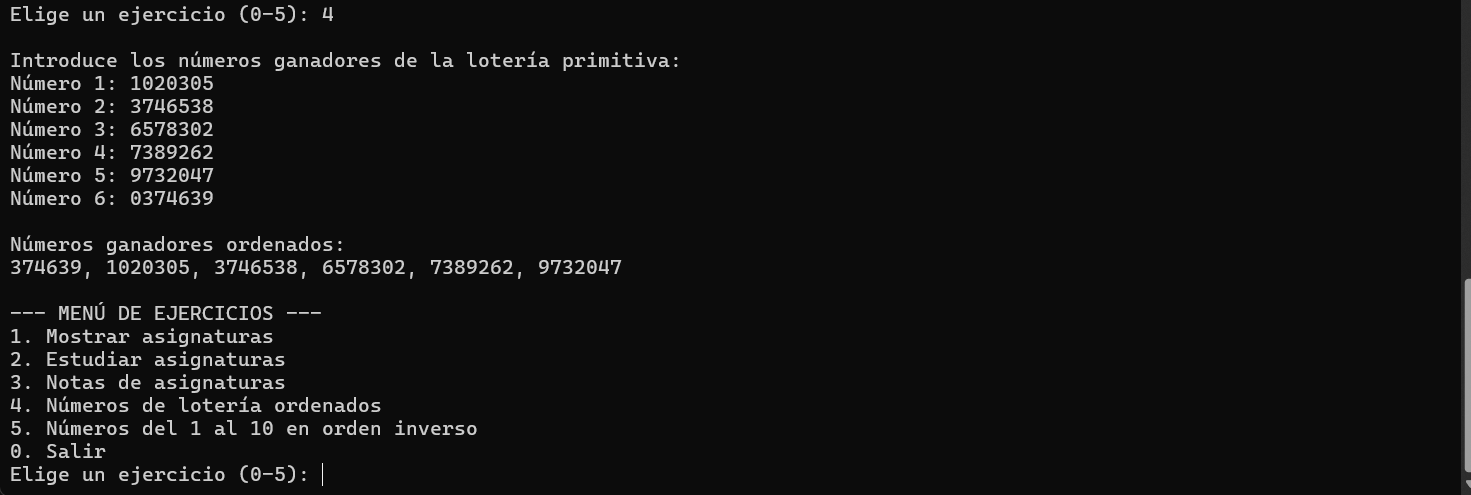 Elige un ejercicio (0-5): 4
Introduce los números ganadores de la lotería primitiva:
Número 1: 1020305
Número 2: 3746538
Número 3: 6578302
Número 4: 7389262
Número 5: 9732047
Número 6: 0374639
Números ganadores ordenados:
374639, 1020305, 3746538, 6578302, 7389262, 9732047
--- MENÚ DE EJERCICIOS ---
1. Mostrar asignaturas
2. Estudiar asignaturas
3. Notas de asignaturas
4. Números de lotería ordenados
5. Números del 1 al 10 en orden inverso
0. Salir
Elige un ejercicio (0-5):